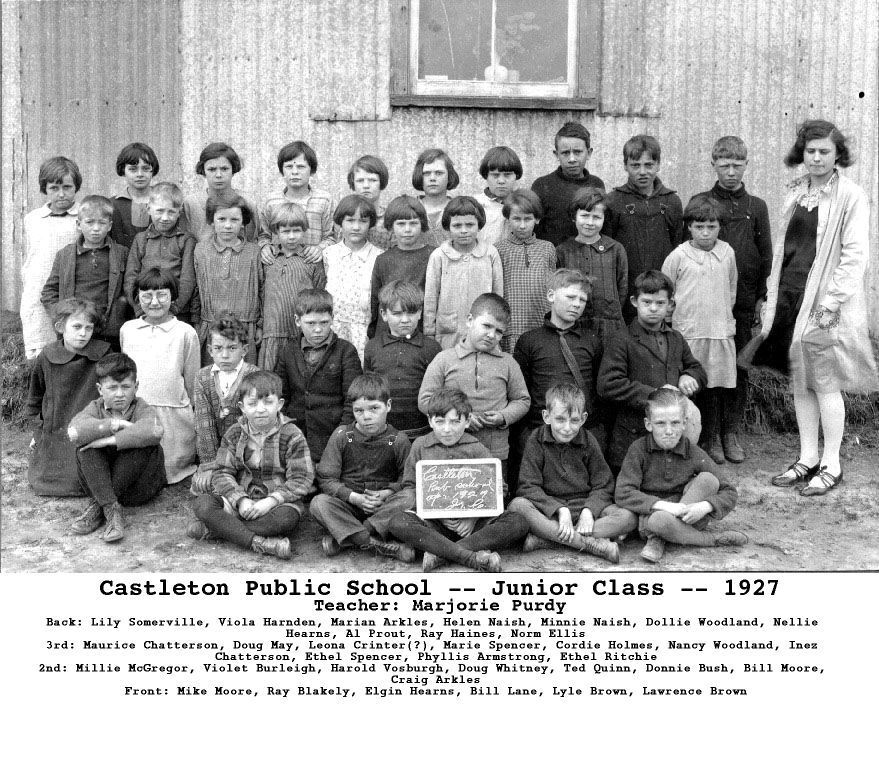 Castleton
Pub. School
1927
Castleton Public School -- Junior Class -- 1927
Teacher: Marjorie Purdy
Back: Lily Somerville, Viola Harnden, Marian Arkles, Helen Naish, Minnie Naish, Dollie Woodland, Nellie
Hearns, Al Prout, Ray Haines, Norm Ellis
3rd: Maurice Chatterson, Doug May, Leona Crinter(?), Marie Spencer, Cordie Holmes, Nancy Woodland, Inez
Chatterson, Ethel Spencer, Phyllis Armstrong, Ethel Ritchie
2nd: Millie McGregor, Violet Burleigh, Harold Vosburgh, Doug Whitney, Ted Quinn, Donnie Bush, Bill Moore,
Craig Arkles
Front: Mike Moore, Ray Blakely, Elgin Hearns, Bill Lane, Lyle Brown, Lawrence Brown